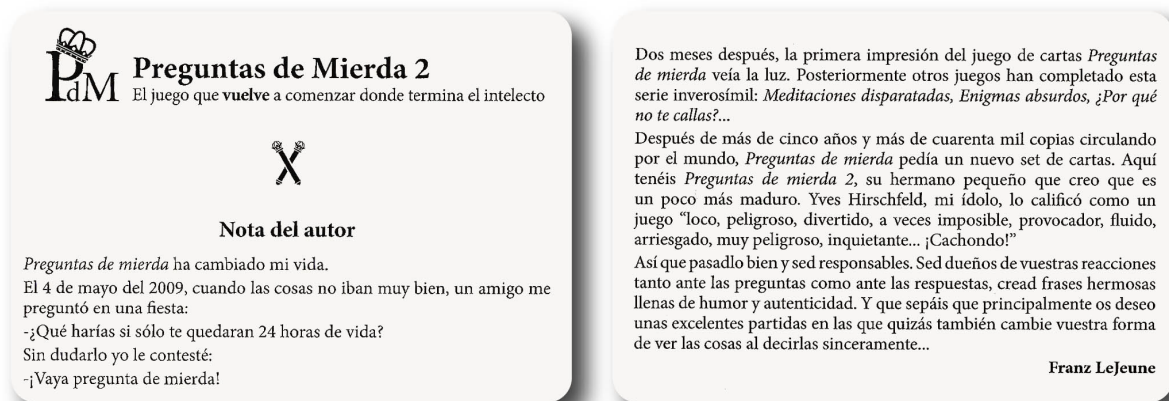 PdM
Preguntas de Mierda 2
El juego que vuelve a comenzar donde termina el intelecto
Nota del autor
Preguntas de mierda ha cambiado mi vida.
El 4 de mayo del 2009, cuando las cosas no iban muy bien, un amigo me
preguntó en una fiesta:
-¿Qué harías si sólo te quedaran 24 horas de vida?
Sin dudarlo yo le contesté:
-¡Vaya pregunta de mierda!
Dos meses después, la primera impresión del juego de cartas Preguntas
de mierda veía la luz. Posteriormente otros juegos han completado esta
serie inverosímil: Meditaciones disparatadas, Enigmas absurdos, ¿Por qué
no te callas?...
Después de más de cinco años y más de cuarenta mil copias circulando
por el mundo, Preguntas de mierda pedía un nuevo set de cartas. Aquí
tenéis Preguntas de mierda 2, su hermano pequeño que creo que es
un poco más maduro. Yves Hirschfeld, mi ídolo, lo calificó como un
juego “loco, peligroso, divertido, a veces imposible, provocador, fluido,
arriesgado, muy peligroso, inquietante... ¡Cachondo!”
Así que pasadlo bien y sed responsables. Sed dueños de vuestras reacciones
tanto ante las preguntas como ante las respuestas, cread frases hermosas
llenas de humor y autenticidad. Y que sepáis que principalmente os deseo
unas excelentes partidas en las que quizás también cambie vuestra forma
de ver las cosas al decirlas sinceramente...
Franz LeJeune